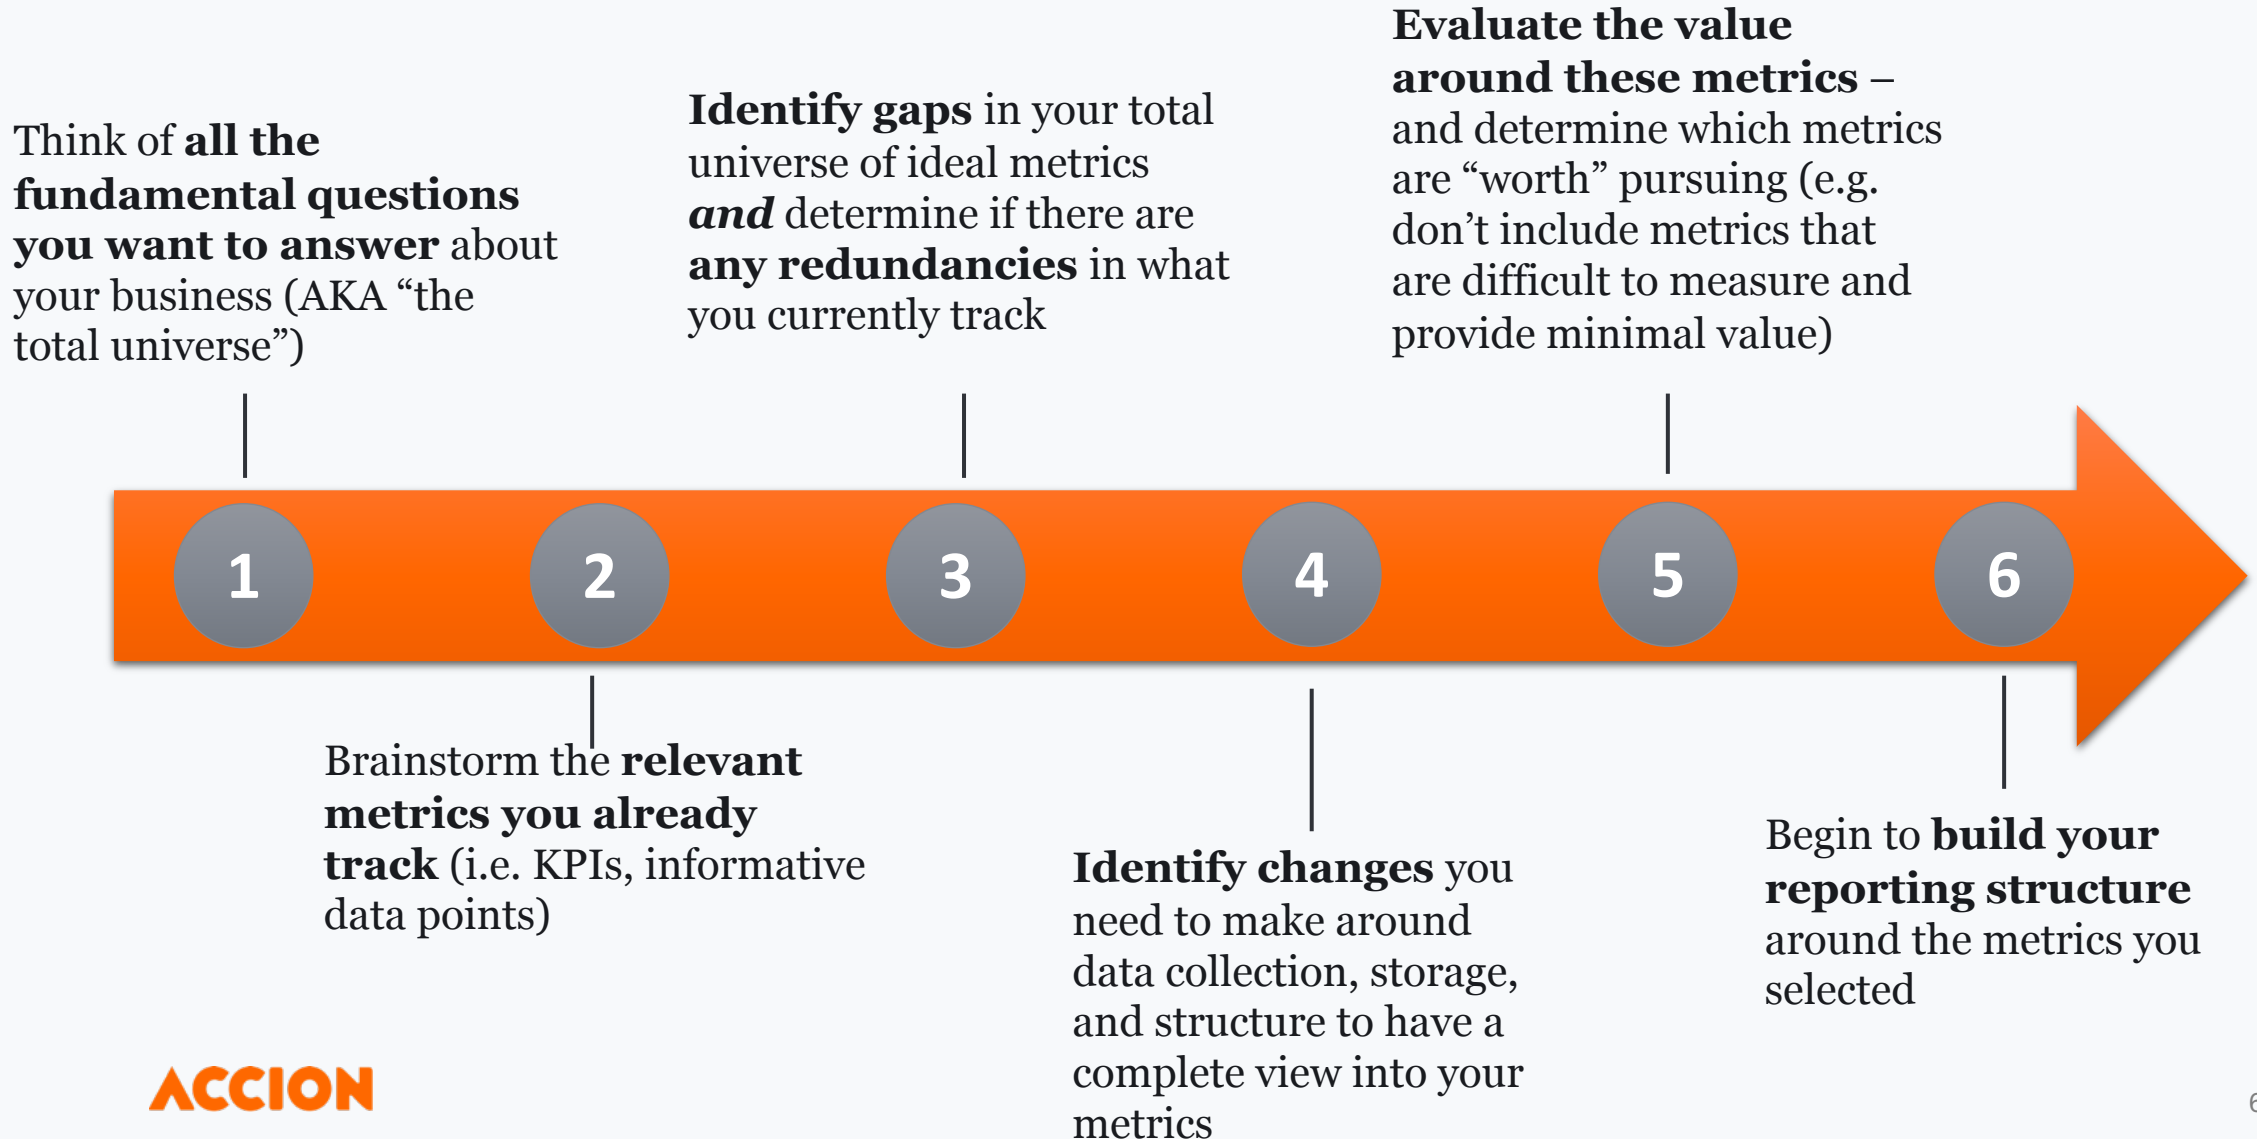 Think of all the
fundamental questions
you want to answer about
your business (AKA “the
total universe”)
Identify gaps in your total
universe of ideal metrics
and determine if there are
any redundancies in what
you currently track
Evaluate the value
around these metrics –
and determine which metrics
are “worth” pursuing (e.g.
don’t include metrics that
are difficult to measure and
provide minimal value)
1
2
3
4
5
6
Brainstorm the relevant
metrics you already
track (i.e. KPIs, informative
data points)
Identify changes you
need to make around
data collection, storage,
and structure to have a
complete view into your
metrics
Begin to build your
reporting structure
around the metrics you
selected
ACCION
6